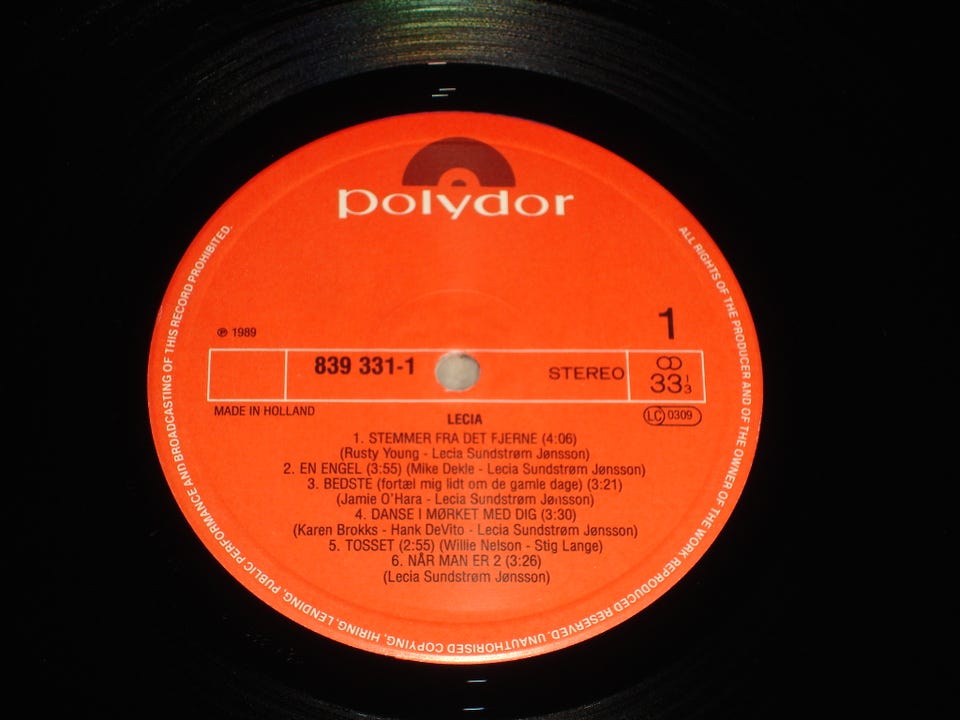 polydor
℗ 1989
1
839 331-1
STEREO
33 1/3
MADE IN HOLLAND
LC 0309
LECIA
1. STEMMER FRA DET FJERNE (4:06)
(Rusty Young - Lecia Sundstrøm Jønsson)
2. EN ENGEL (3:55) (Mike Dekle - Lecia Sundstrøm Jønsson)
3. BEDSTE (fortæl mig lidt om de gamle dage) (3:21)
(Jamie O'Hara - Lecia Sundstrøm Jønsson)
4. DANSE I MØRKET MED DIG (3:30)
(Karen Brokks - Hank DeVito - Lecia Sundstrøm Jønsson)
5. TOSSET (2:55) (Willie Nelson - Stig Lange)
6. NÅR MAN ER 2 (3:26)
(Lecia Sundstrøm Jønsson)
ALL RIGHTS OF THE PRODUCER AND OF THE OWNER OF THE WORK REPRODUCED RESERVED. UNAUTHORISED COPYING, HIRING, LENDING, PUBLIC PERFORMANCE AND BROADCASTING OF THIS RECORD PROHIBITED.